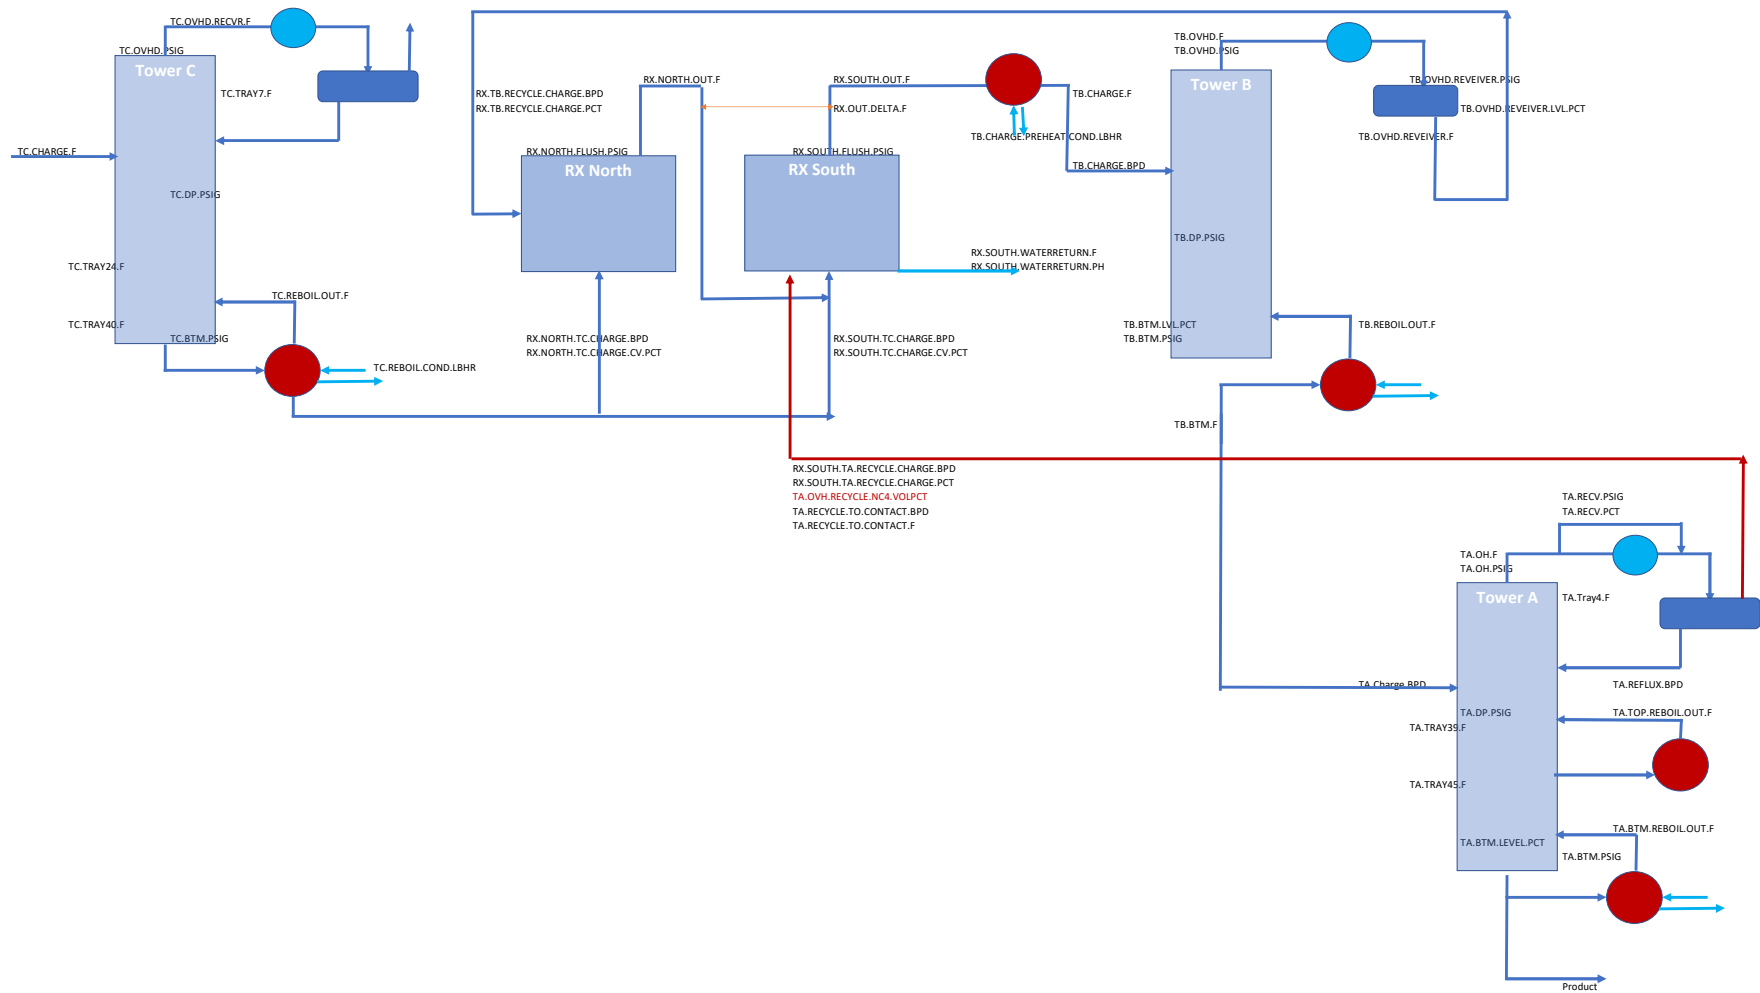 TC.OVHD.RECVR.F
TC.OVHD.PSIG
Tower C
TC.TRAY7.F
TC.CHARGE.F
TC.DP.PSIG
TC.TRAY24.F
TC.REBOIL.OUT.F
TC.TRAY40.F
TC.BTM.PSIG
TC.REBOIL.COND.LBHR
RX.TB.RECYCLE.CHARGE.BPD
RX.TB.RECYCLE.CHARGE.PCT
RX.NORTH.OUT.F
RX.NORTH.FLUSH.PSIG
RX North
RX.NORTH.TC.CHARGE.BPD
RX.NORTH.TC.CHARGE.CV.PCT
RX.SOUTH.OUT.F
RX.OUT.DELTA.F
RX.SOUTH.FLUSH.PSIG
RX South
RX.SOUTH.WATERRETURN.F
RX.SOUTH.WATERRETURN.PH
RX.SOUTH.TC.CHARGE.BPD
RX.SOUTH.TC.CHARGE.CV.PCT
TB.CHARGE.F
TB.CHARGE.PREHEAT.COND.LBHR
TB.CHARGE.BPD
TB.OVHD.F
TB.OVHD.PSIG
Tower B
TB.OVHD.REVEIVER.PSIG
TB.OVHD.REVEIVER.LVL.PCT
TB.OVHD.REVEIVER.F
TB.DP.PSIG
TB.BTM.LVL.PCT
TB.BTM.PSIG
TB.REBOIL.OUT.F
TB.BTM.F
RX.SOUTH.TA.RECYCLE.CHARGE.BPD
RX.SOUTH.TA.RECYCLE.CHARGE.PCT
TA.OVH.RECYCLE.NC4.VOLPCT
TA.RECYCLE.TO.CONTACT.BPD
TA.RECYCLE.TO.CONTACT.F
TA.RECV.PSIG
TA.RECV.PCT
TA.OH.F
TA.OH.PSIG
Tower A
TA.Tray4.F
TA.Charge.BPD
TA.REFLUX.BPD
TA.DP.PSIG
TA.TOP.REBOIL.OUT.F
TA.TRAY39.F
TA.TRAY45.F
TA.BTM.REBOIL.OUT.F
TA.BTM.LEVEL.PCT
TA.BTM.PSIG
Product